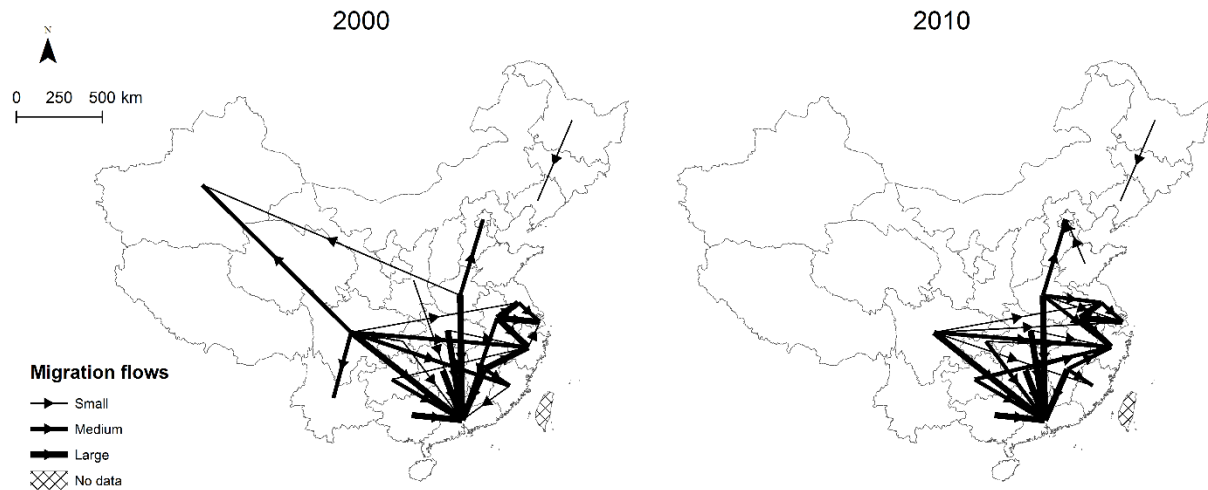 2000
2010
N
0 250 500 km
Migration flows
Small
Medium
Large
No data